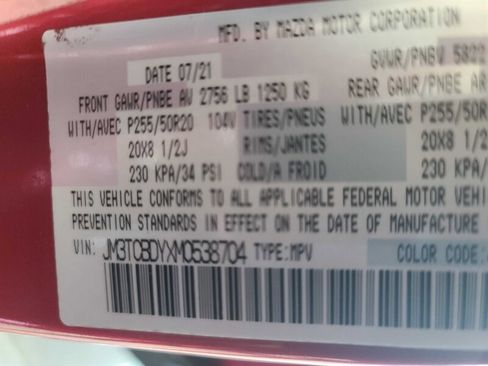 MFD. BY MAZDA MOTOR CORPORATION
DATE 07/21 GVWR/PNBV 5822
FRONT GAWR/PNBE AV 2756 LB 1250 KG REAR GAWR/PNBE AR
WITH/AVEC P255/50R20 104V TIRES/PNEUS WITH/AVEC P255/50R
20X8 1/2J RIMS/JANTES 20X8 1/2
230 KPA/34 PSI COLD/A FROID 230 KPA/
THIS VEHICLE CONFORMS TO ALL APPLICABLE FEDERAL MOTOR VEHIC
PREVENTION STANDARDS IN EFFECT ON THE DATE OF MANUFACTURE
VIN: JM3TCBDYXM0538704 TYPE:MPV COLOR CODE: